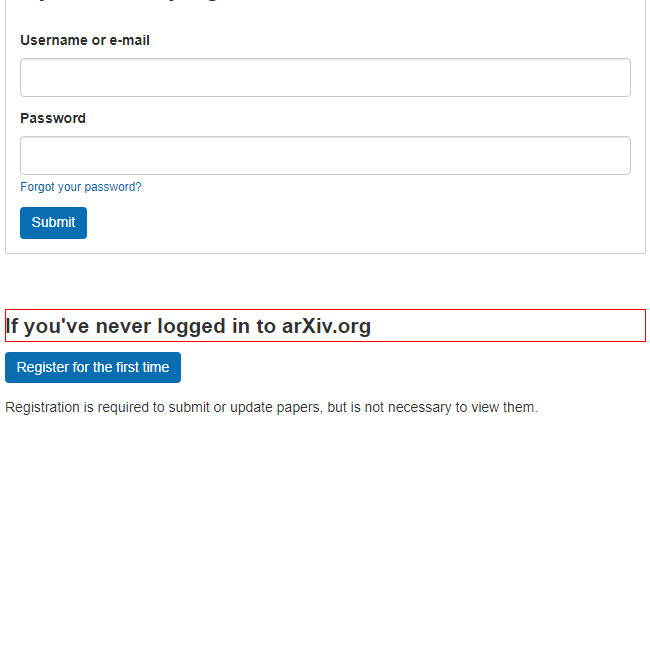 Username or e-mail
Password
Forgot your password?
Submit
If you've never logged in to arXiv.org
Register for the first time
Registration is required to submit or update papers, but is not necessary to view them.